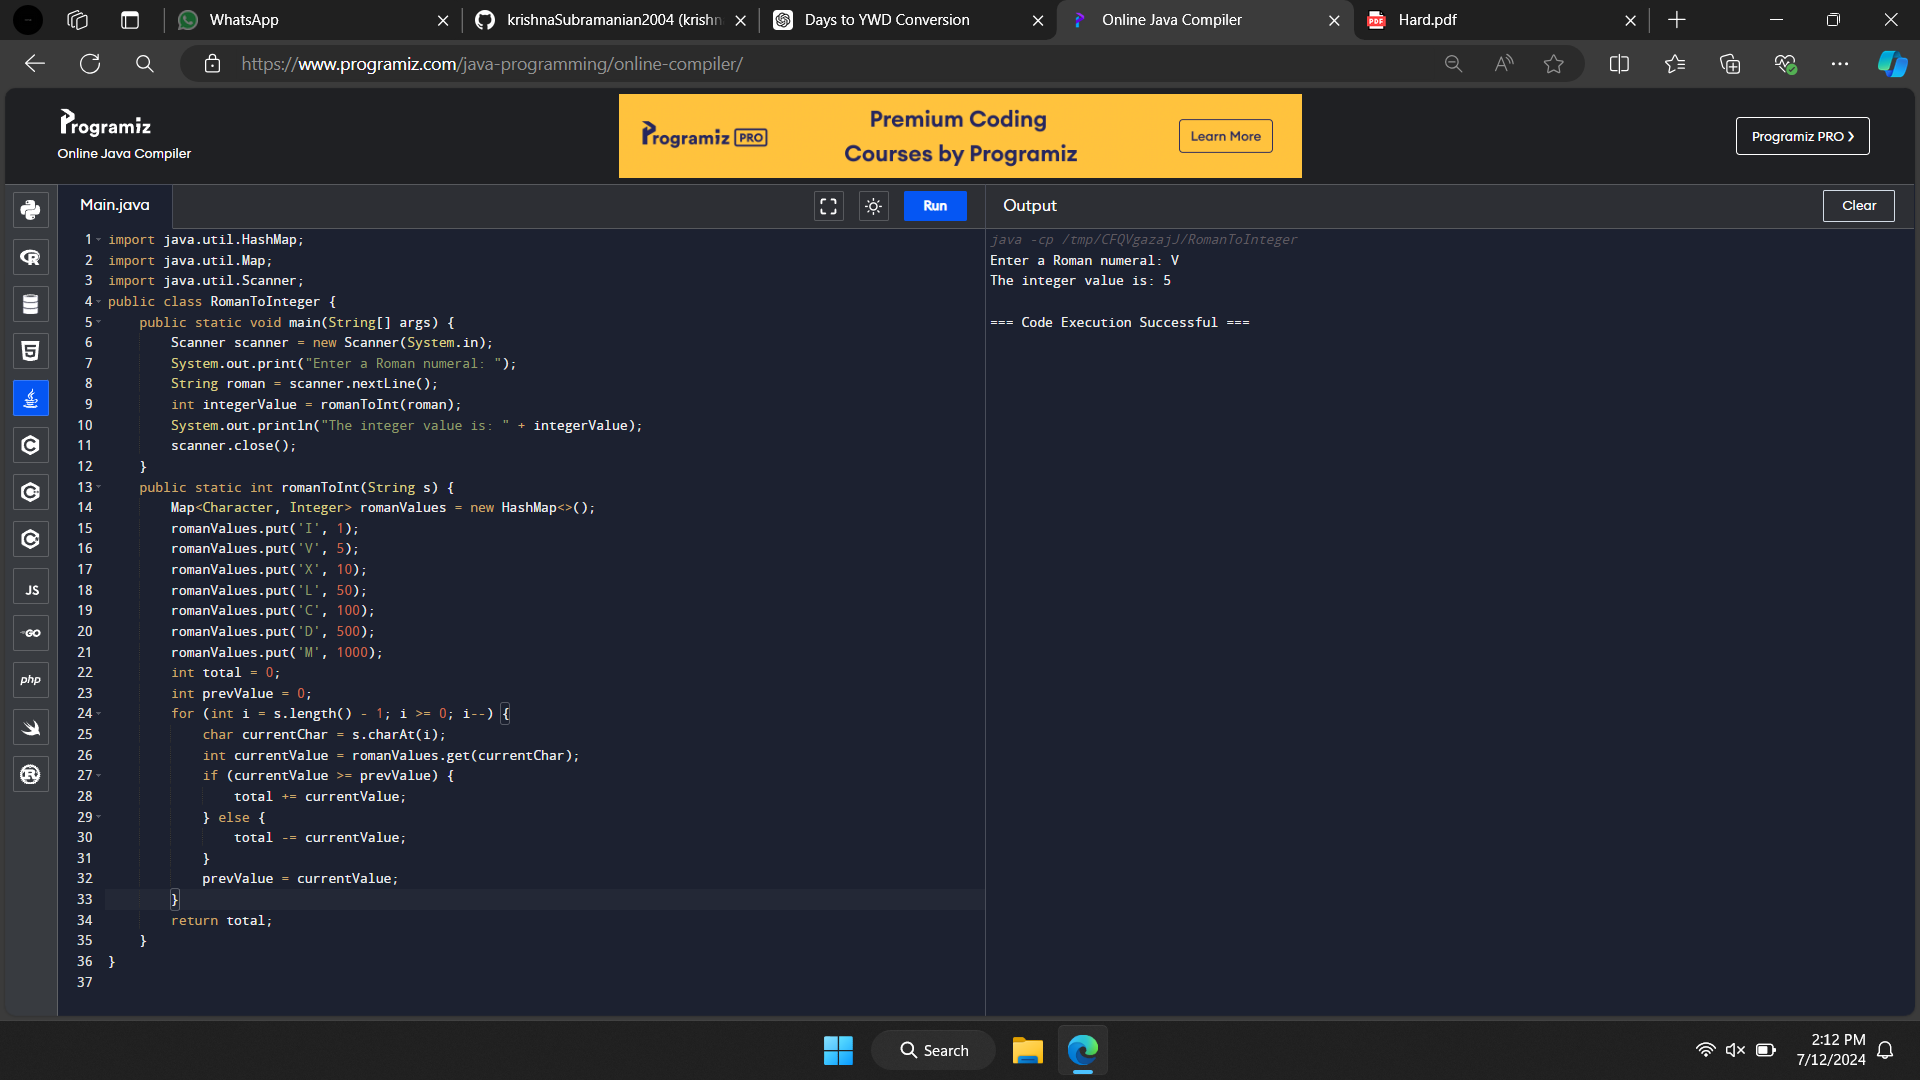 WhatsApp
krishnaSubramanian2004 (krishn
Days to YWD Conversion
Online Java Compiler
Hard.pdf
https://www.programiz.com/java-programming/online-compiler/
Programiz
Online Java Compiler
Programiz PRO
Premium Coding
Courses by Programiz
Learn More
Programiz PRO ❯
Main.java
Run
Output
Clear
1 import java.util.HashMap;
2 import java.util.Map;
3 import java.util.Scanner;
4 public class RomanToInteger {
5     public static void main(String[] args) {
6         Scanner scanner = new Scanner(System.in);
7         System.out.print("Enter a Roman numeral: ");
8         String roman = scanner.nextLine();
9         int integerValue = romanToInt(roman);
10         System.out.println("The integer value is: " + integerValue);
11         scanner.close();
12     }
13     public static int romanToInt(String s) {
14         Map<Character, Integer> romanValues = new HashMap<>();
15         romanValues.put('I', 1);
16         romanValues.put('V', 5);
17         romanValues.put('X', 10);
18         romanValues.put('L', 50);
19         romanValues.put('C', 100);
20         romanValues.put('D', 500);
21         romanValues.put('M', 1000);
22         int total = 0;
23         int prevValue = 0;
24         for (int i = s.length() - 1; i >= 0; i--) {
25             char currentChar = s.charAt(i);
26             int currentValue = romanValues.get(currentChar);
27             if (currentValue >= prevValue) {
28                 total += currentValue;
29             } else {
30                 total -= currentValue;
31             }
32             prevValue = currentValue;
33         }
34         return total;
35     }
36 }
37
java -cp /tmp/CFQVgazajJ/RomanToInteger
Enter a Roman numeral: V
The integer value is: 5
=== Code Execution Successful ===
R
5
C
C
C
JS
GO
php
R
PDF
Search
2:12 PM
7/12/2024